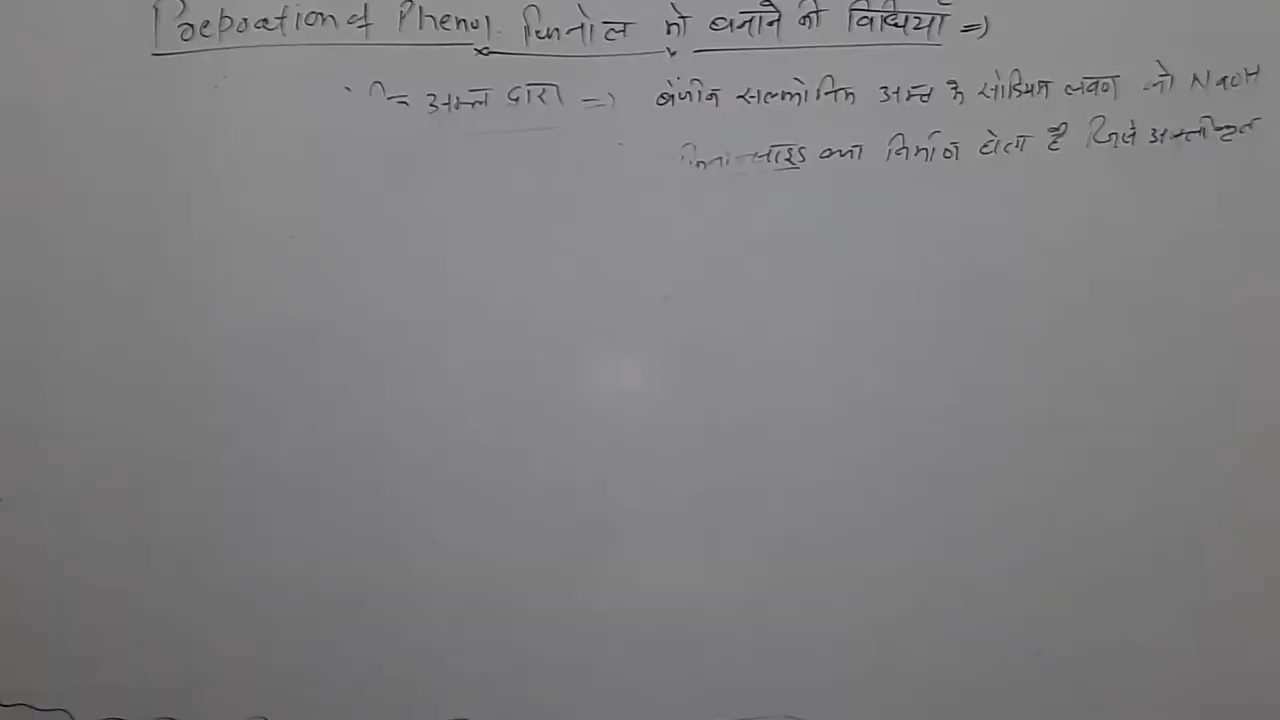 Preparation of Phenol. फिनोल को बनाने की विधियाँ =>
अम्ल द्वारा => बेंजीन सल्फोनिक अम्ल के सोडियम लवण को NaOH
का निर्माण होता है जिसे अम्लीकृत